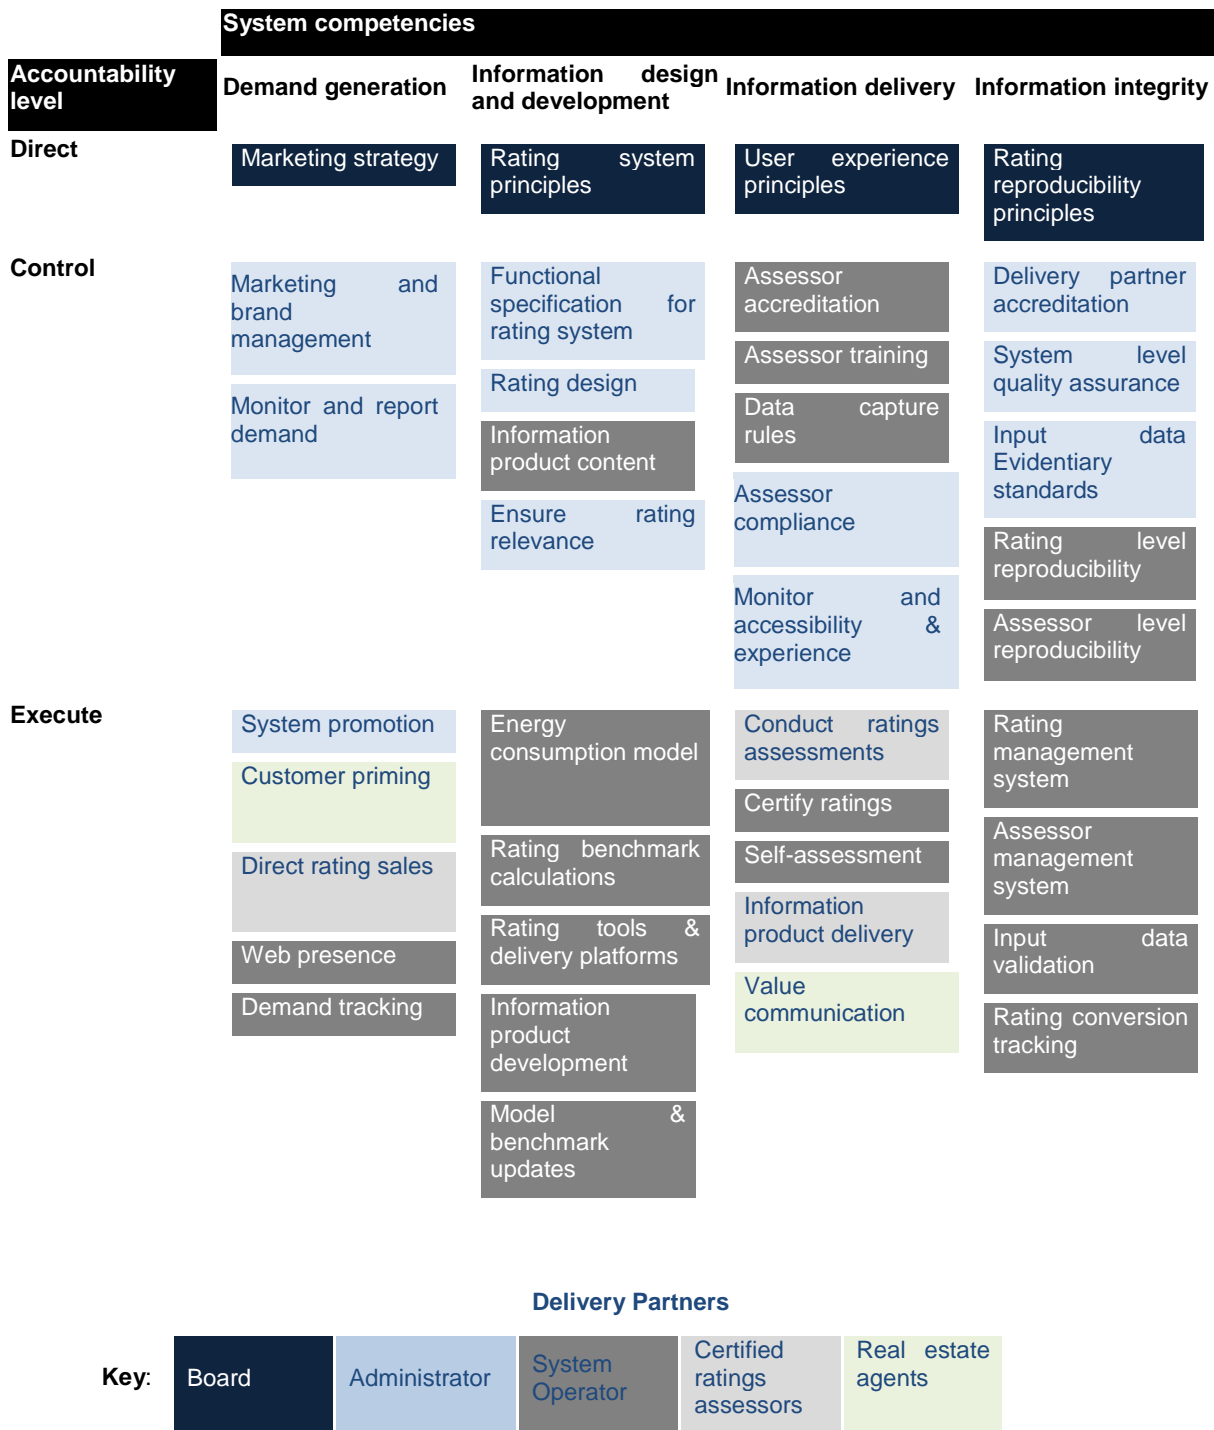 System competencies
Accountability
level
Demand generation
Information design
and development
Information delivery
Information integrity
Direct
Marketing strategy
Rating system
principles
User experience
principles
Rating
reproducibility
principles
Control
Marketing and
brand
management
Monitor and report
demand
Functional
specification for
rating system
Rating design
Information
product content
Ensure rating
relevance
Assessor
accreditation
Assessor training
Data capture
rules
Assessor
compliance
Monitor and
accessibility &
experience
Delivery partner
accreditation
System level
quality assurance
Input data
Evidentiary
standards
Rating level
reproducibility
Assessor level
reproducibility
Execute
System promotion
Customer priming
Direct rating sales
Web presence
Demand tracking
Energy
consumption model
Rating benchmark
calculations
Rating tools &
delivery platforms
Information
product
development
Model &
benchmark
updates
Conduct ratings
assessments
Certify ratings
Self-assessment
Information
product delivery
Value
communication
Rating
management
system
Assessor
management
system
Input data
validation
Rating conversion
tracking
Delivery Partners
Key:
Board
Administrator
System
Operator
Certified
ratings
assessors
Real estate
agents